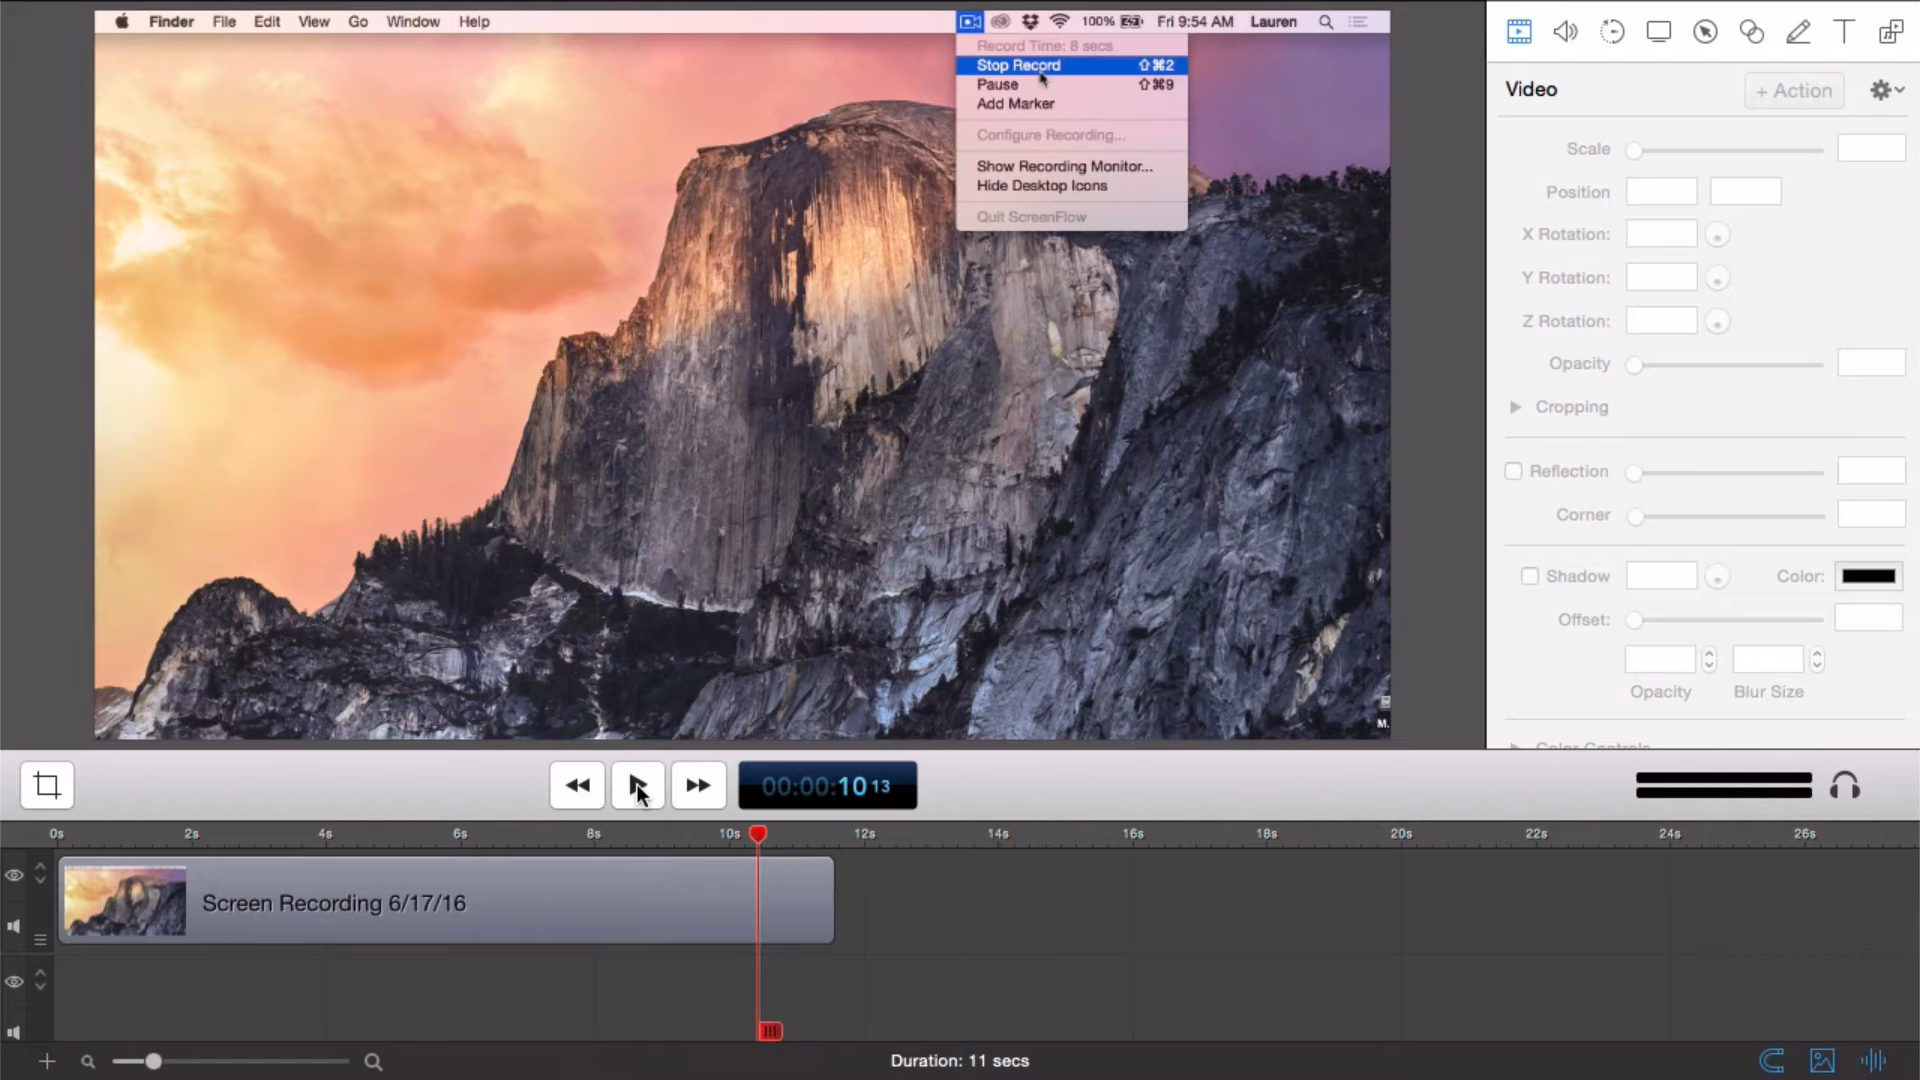 Finder File Edit View Go Window Help 100% Fri 9:54 AM Lauren
Record Time: 8 secs
Stop Record ⇧⌘2
Pause ⇧⌘9
Add Marker
Configure Recording...
Show Recording Monitor...
Hide Desktop Icons
Quit ScreenFlow
M.
T
Video + Action
Scale
Position
X Rotation:
Y Rotation:
Z Rotation:
Opacity
Cropping
Reflection
Corner
Shadow Color:
Offset:
Opacity Blur Size
Color Controls
00:00:10 13
0s 2s 4s 6s 8s 10s 12s 14s 16s 18s 20s 22s 24s 26s
Screen Recording 6/17/16
Duration: 11 secs